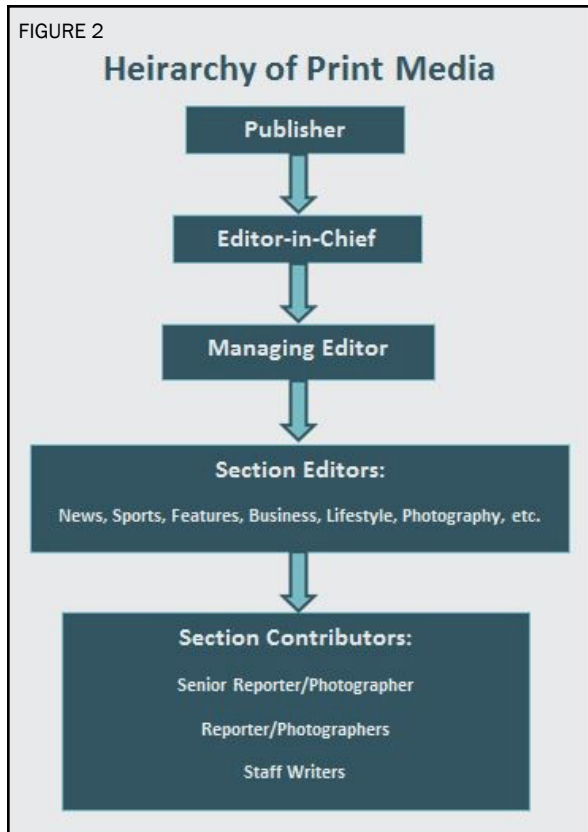 FIGURE 2
Heirarchy of Print Media
Publisher
Editor-in-Chief
Managing Editor
Section Editors:
News, Sports, Features, Business, Lifestyle, Photography, etc.
Section Contributors:
Senior Reporter/Photographer
Reporter/Photographers
Staff Writers